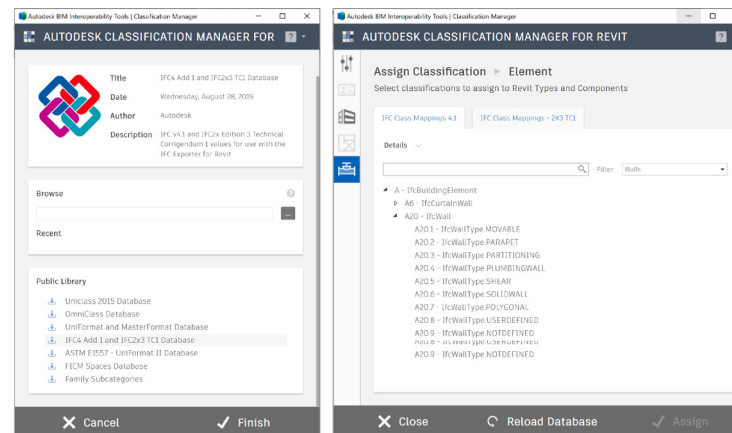 Autodesk BIM Interoperability Tools | Classification Manager
AUTODESK CLASSIFICATION MANAGER FOR
Title IFC4 Add 1 and IFC2x3 TC1 Database
Date Wednesday, August 28, 2019
Author Autodesk
Description IFC v4.1 and IFC2x Edition 3 Technical
Corrigendum 1 values for use with the
IFC Exporter for Revit
Browse
...
Recent
Public Library
Uniclass 2015 Database
OmniClass Database
UniFormat and MasterFormat Database
IFC4 Add 1 and IFC2x3 TC1 Database
ASTM E1557 - UniFormat II Database
FICM Spaces Database
Family Subcategories
Cancel Finish
Autodesk BIM Interoperability Tools | Classification Manager
AUTODESK CLASSIFICATION MANAGER FOR REVIT
Assign Classification Element
Select classifications to assign to Revit Types and Components
IFC Class Mappings 4.1 IFC Class Mappings - 2X3 TC1
Details
Filter Walls
A - IfcBuildingElement
A6 - IfcCurtainWall
A20 - IfcWall
A20.1 - IfcWallType.MOVABLE
A20.2 - IfcWallType.PARAPET
A20.3 - IfcWallType.PARTITIONING
A20.4 - IfcWallType.PLUMBINGWALL
A20.5 - IfcWallType.SHEAR
A20.6 - IfcWallType.SOLIDWALL
A20.7 - IfcWallType.POLYGONAL
A20.8 - IfcWallType.USERDEFINED
A20.9 - IfcWallType.NOTDEFINED
A20.8 - IfcWallType.USERDEFINED
A20.9 - IfcWallType.NOTDEFINED
Close Reload Database Assign